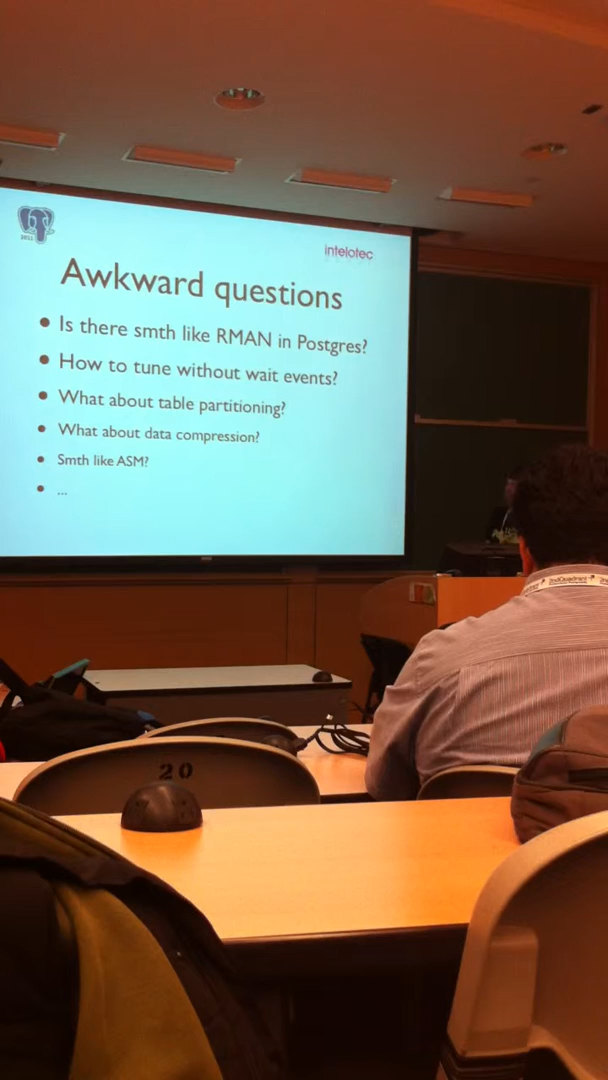 intelotec
Awkward questions
• Is there smth like RMAN in Postgres?
• How to tune without wait events?
• What about table partitioning?
• What about data compression?
• Smth like ASM?
• ...
2ndQuadrant
20